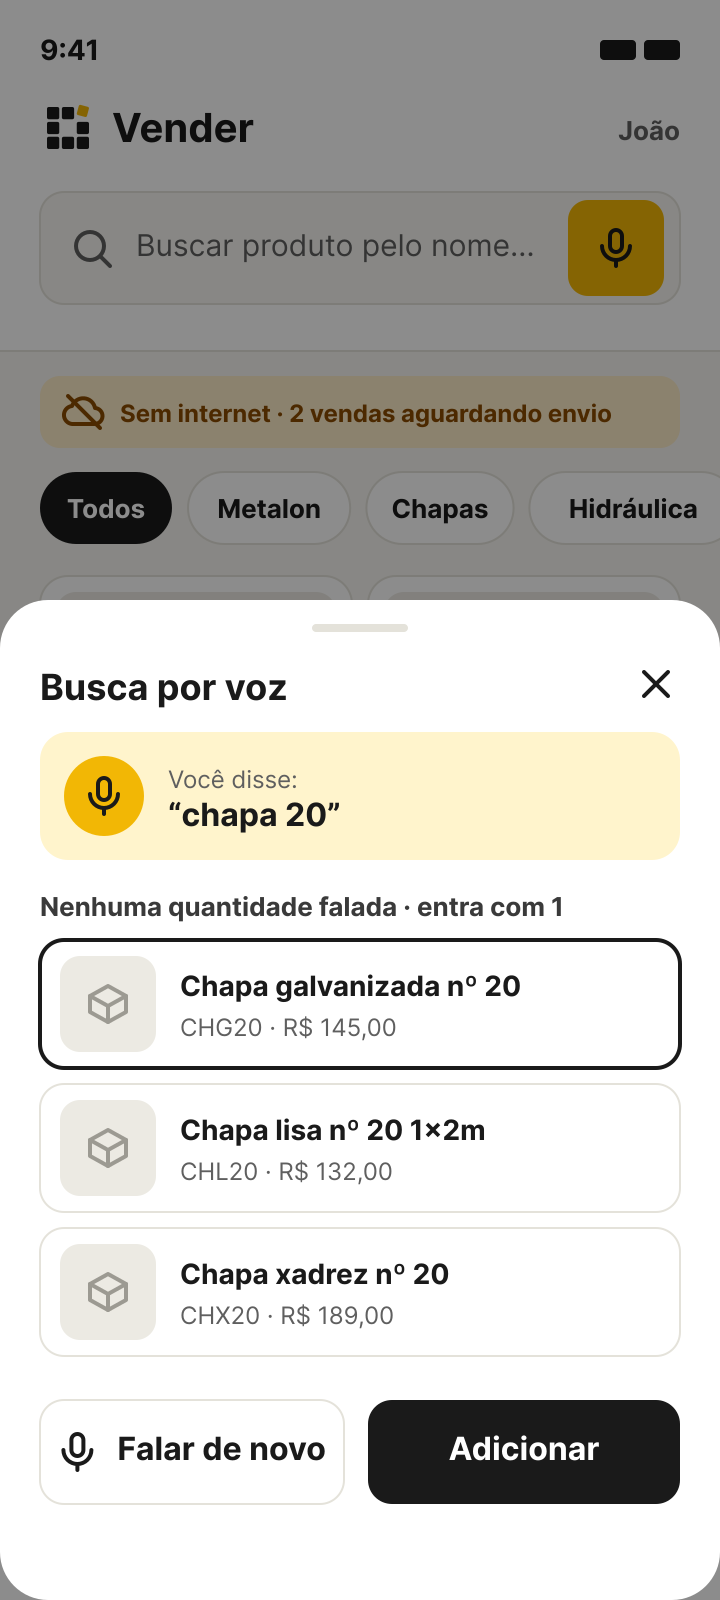 9:41
Vender
João
Buscar produto pelo nome...
Sem internet · 2 vendas aguardando envio
Todos
Metalon
Chapas
Hidráulica
Busca por voz
Você disse:
“chapa 20”
Nenhuma quantidade falada · entra com 1
Chapa galvanizada nº 20
CHG20 · R$ 145,00
Chapa lisa nº 20 1×2m
CHL20 · R$ 132,00
Chapa xadrez nº 20
CHX20 · R$ 189,00
Falar de novo
Adicionar